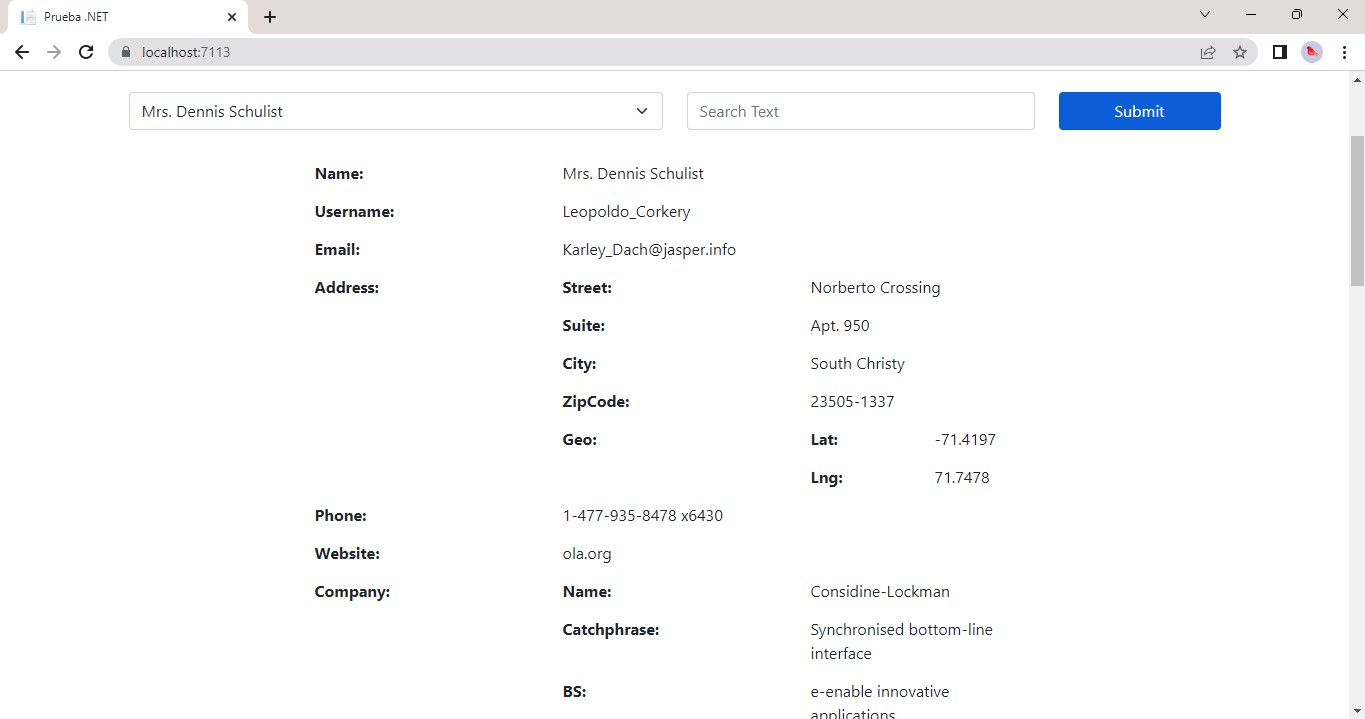 Prueba .NET
localhost:7113
Mrs. Dennis Schulist Search Text Submit
Name: Mrs. Dennis Schulist
Username: Leopoldo_Corkery
Email: Karley_Dach@jasper.info
Address: Street: Norberto Crossing
Suite: Apt. 950
City: South Christy
ZipCode: 23505-1337
Geo: Lat: -71.4197
Lng: 71.7478
Phone: 1-477-935-8478 x6430
Website: ola.org
Company: Name: Considine-Lockman
Catchphrase: Synchronised bottom-line
interface
BS: e-enable innovative
applications